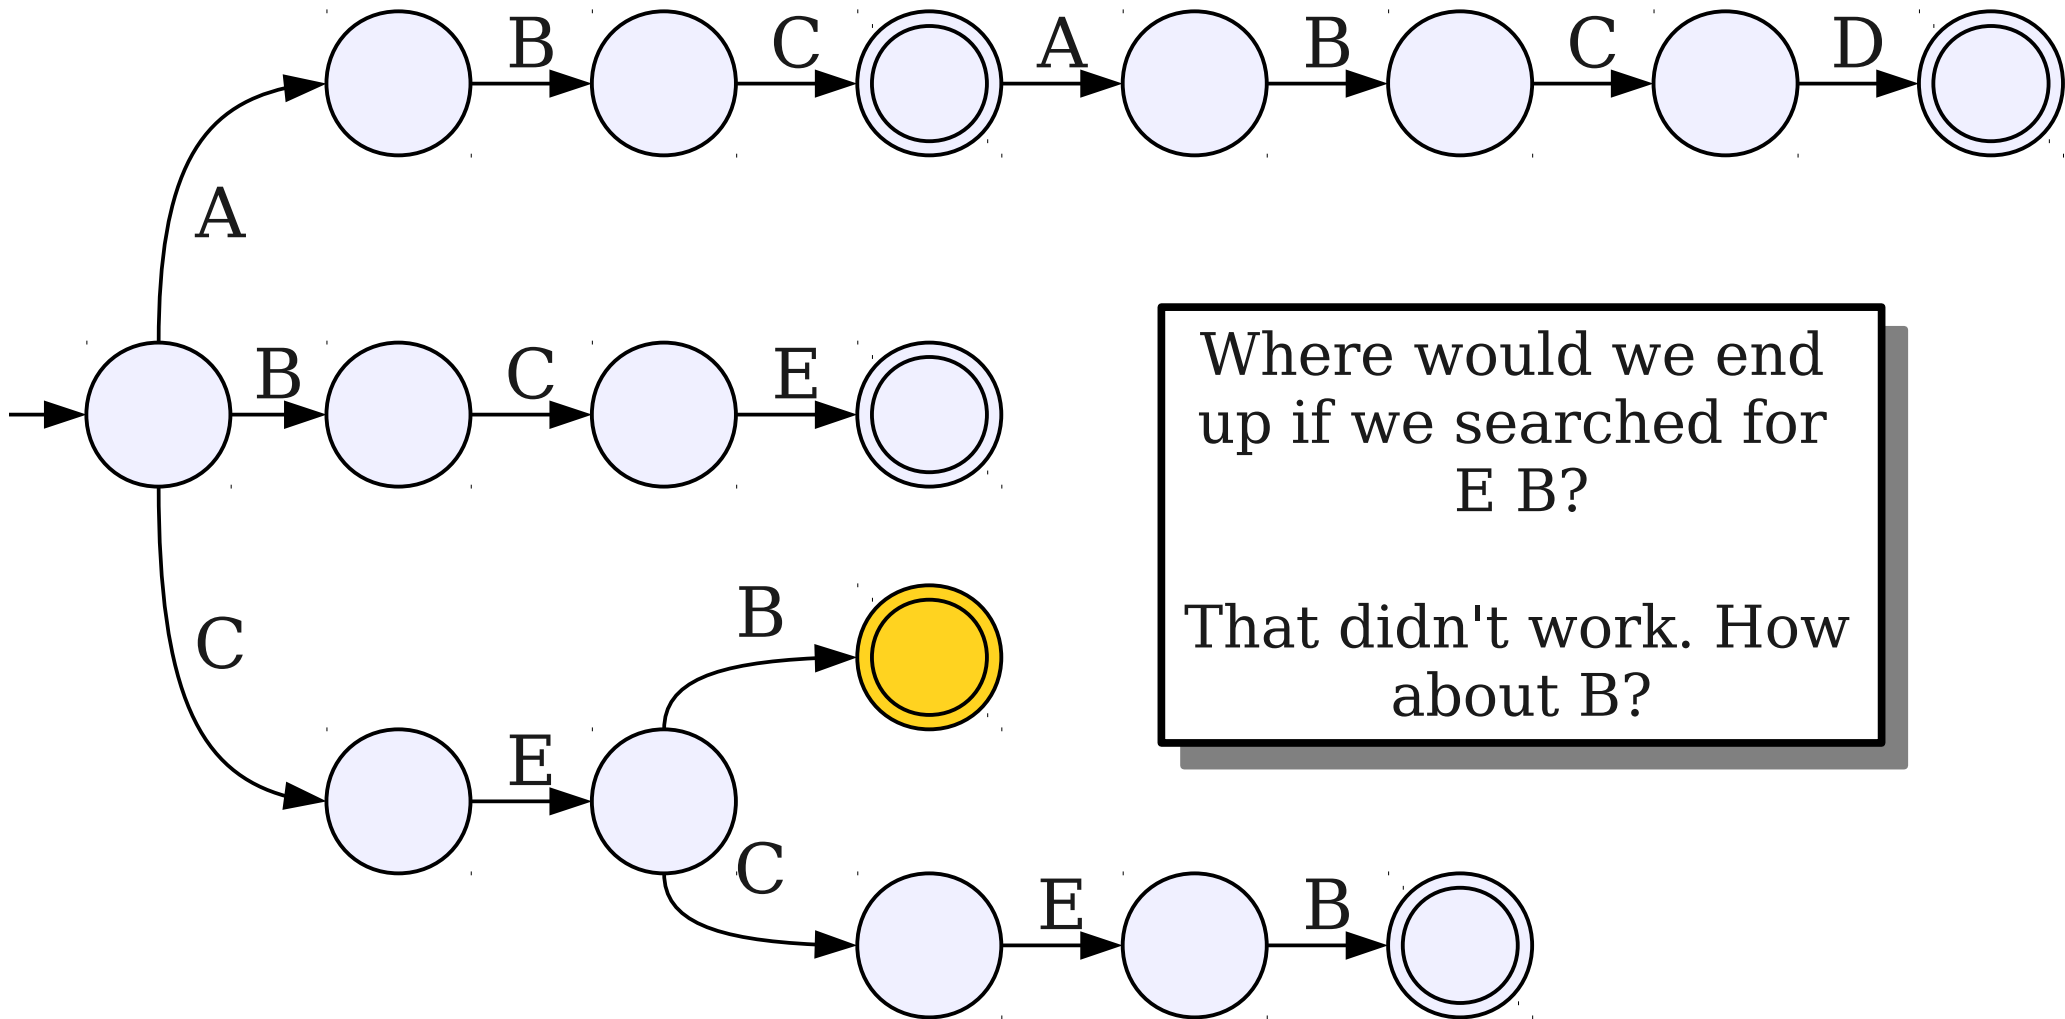 B C A B C D
A
B C E
Where would we end
up if we searched for
E B?
B
That didn't work. How
about B?
C
E
C
E B